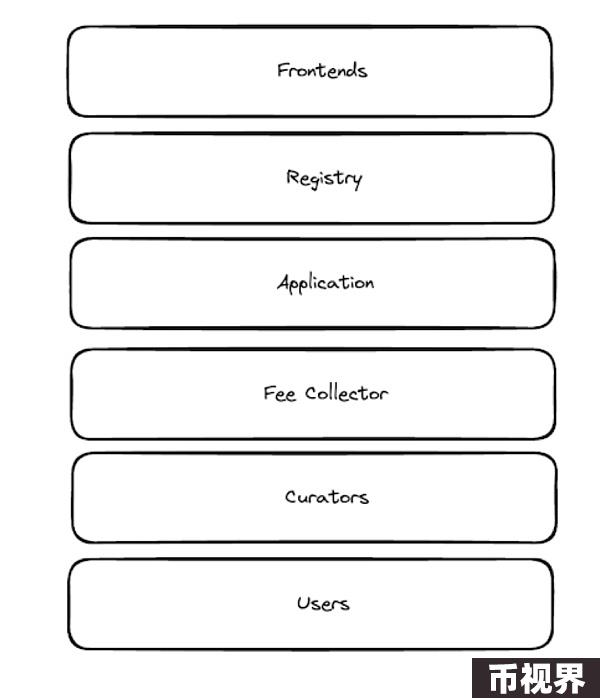 Frontends
Registry
Application
Fee Collector
Curators
Users
币视界